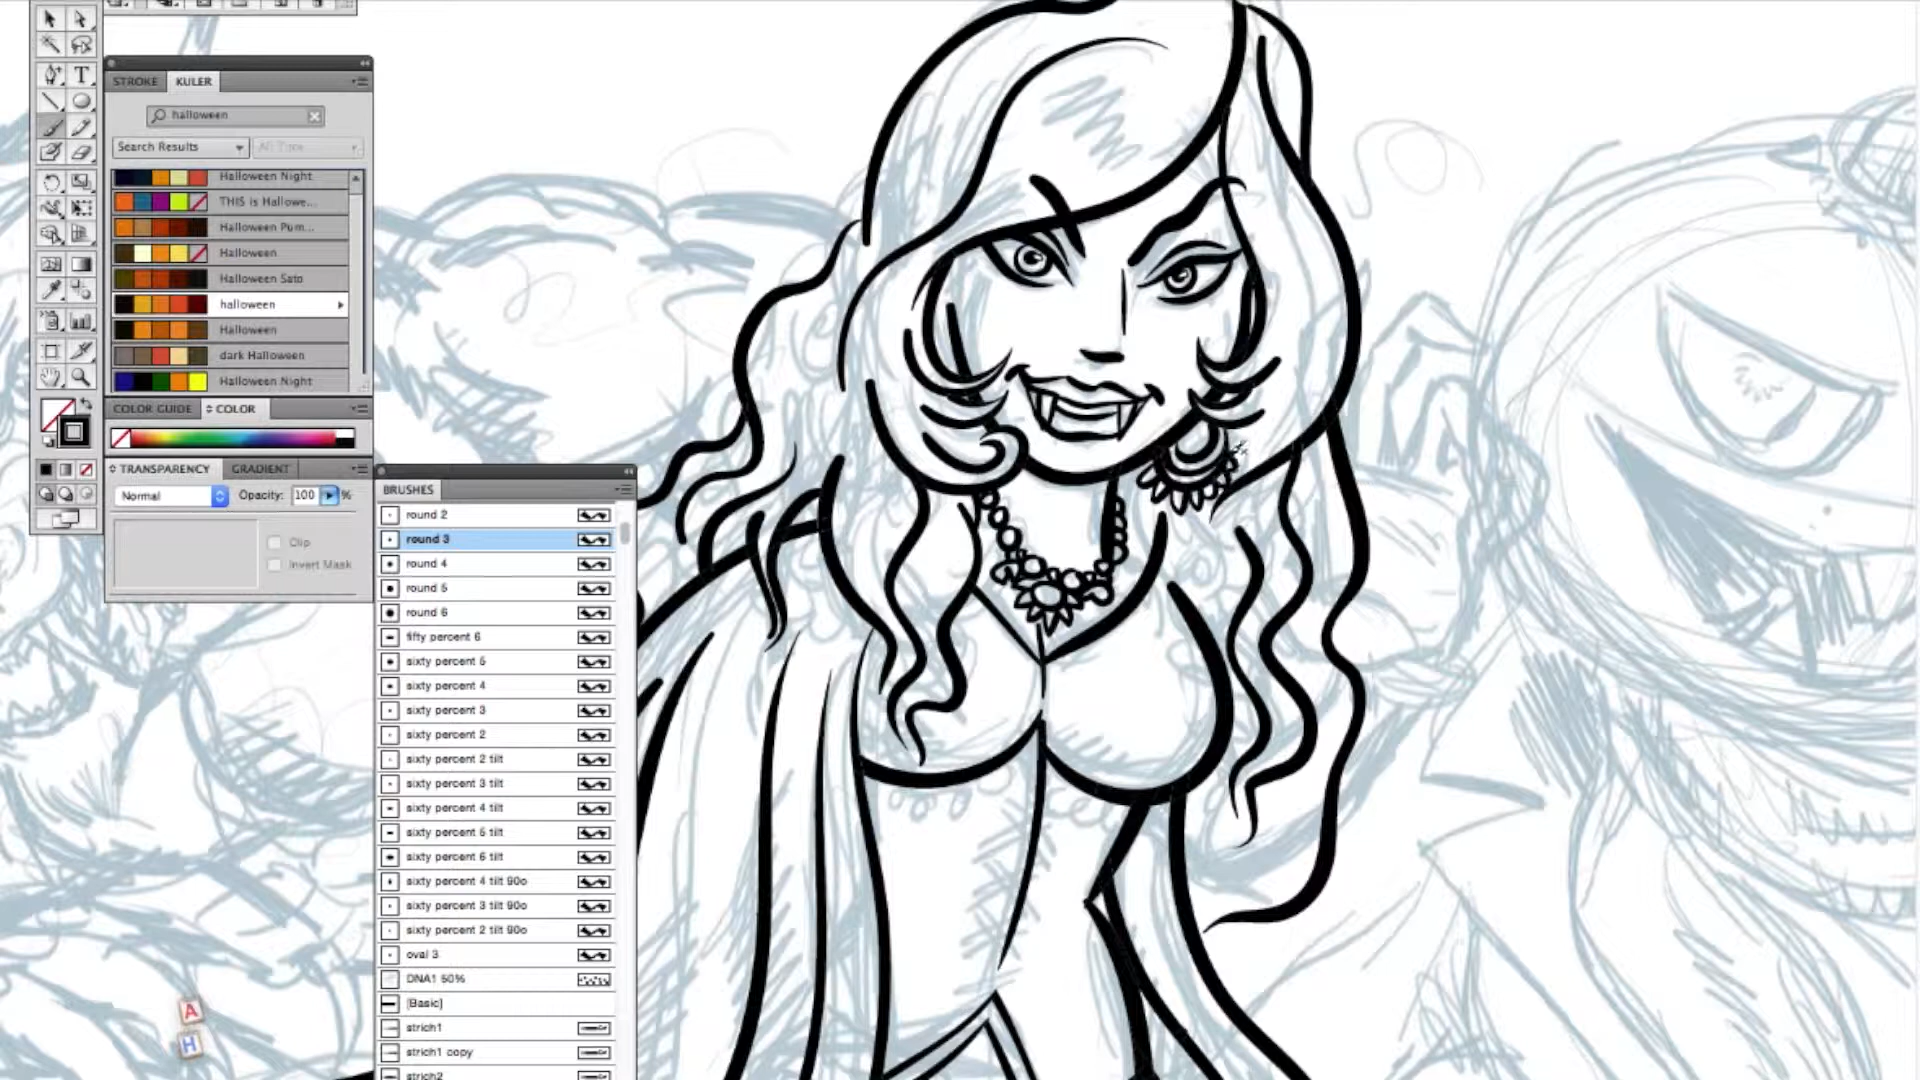 STROKE KULER
halloween
Search Results All Time
Halloween Night
THIS is Hallowe...
Halloween Pum...
Halloween
Halloween Sato
halloween
Halloween
dark Halloween
Halloween Night
COLOR GUIDE COLOR
TRANSPARENCY GRADIENT
Normal Opacity: 100 %
Clip
Invert Mask
BRUSHES
round 2
round 3
round 4
round 5
round 6
fifty percent 6
sixty percent 5
sixty percent 4
sixty percent 3
sixty percent 2
sixty percent 2 tilt
sixty percent 3 tilt
sixty percent 4 tilt
sixty percent 5 tilt
sixty percent 6 tilt
sixty percent 4 tilt 90o
sixty percent 3 tilt 90o
sixty percent 2 tilt 90o
oval 3
DNA1 50%
[Basic]
strich1
strich1 copy
strich2
A
H